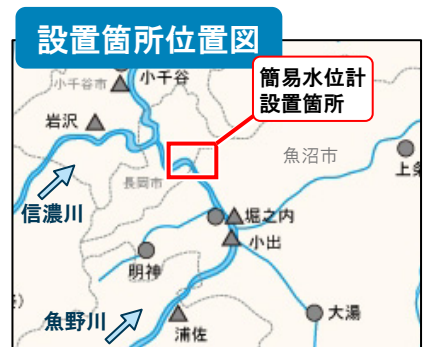 設置箇所位置図
小千谷市
小千谷
簡易水位計
設置箇所
岩沢
魚沼市
上条
長岡市
信濃川
堀之内
小出
明神
魚野川
大湯
浦佐